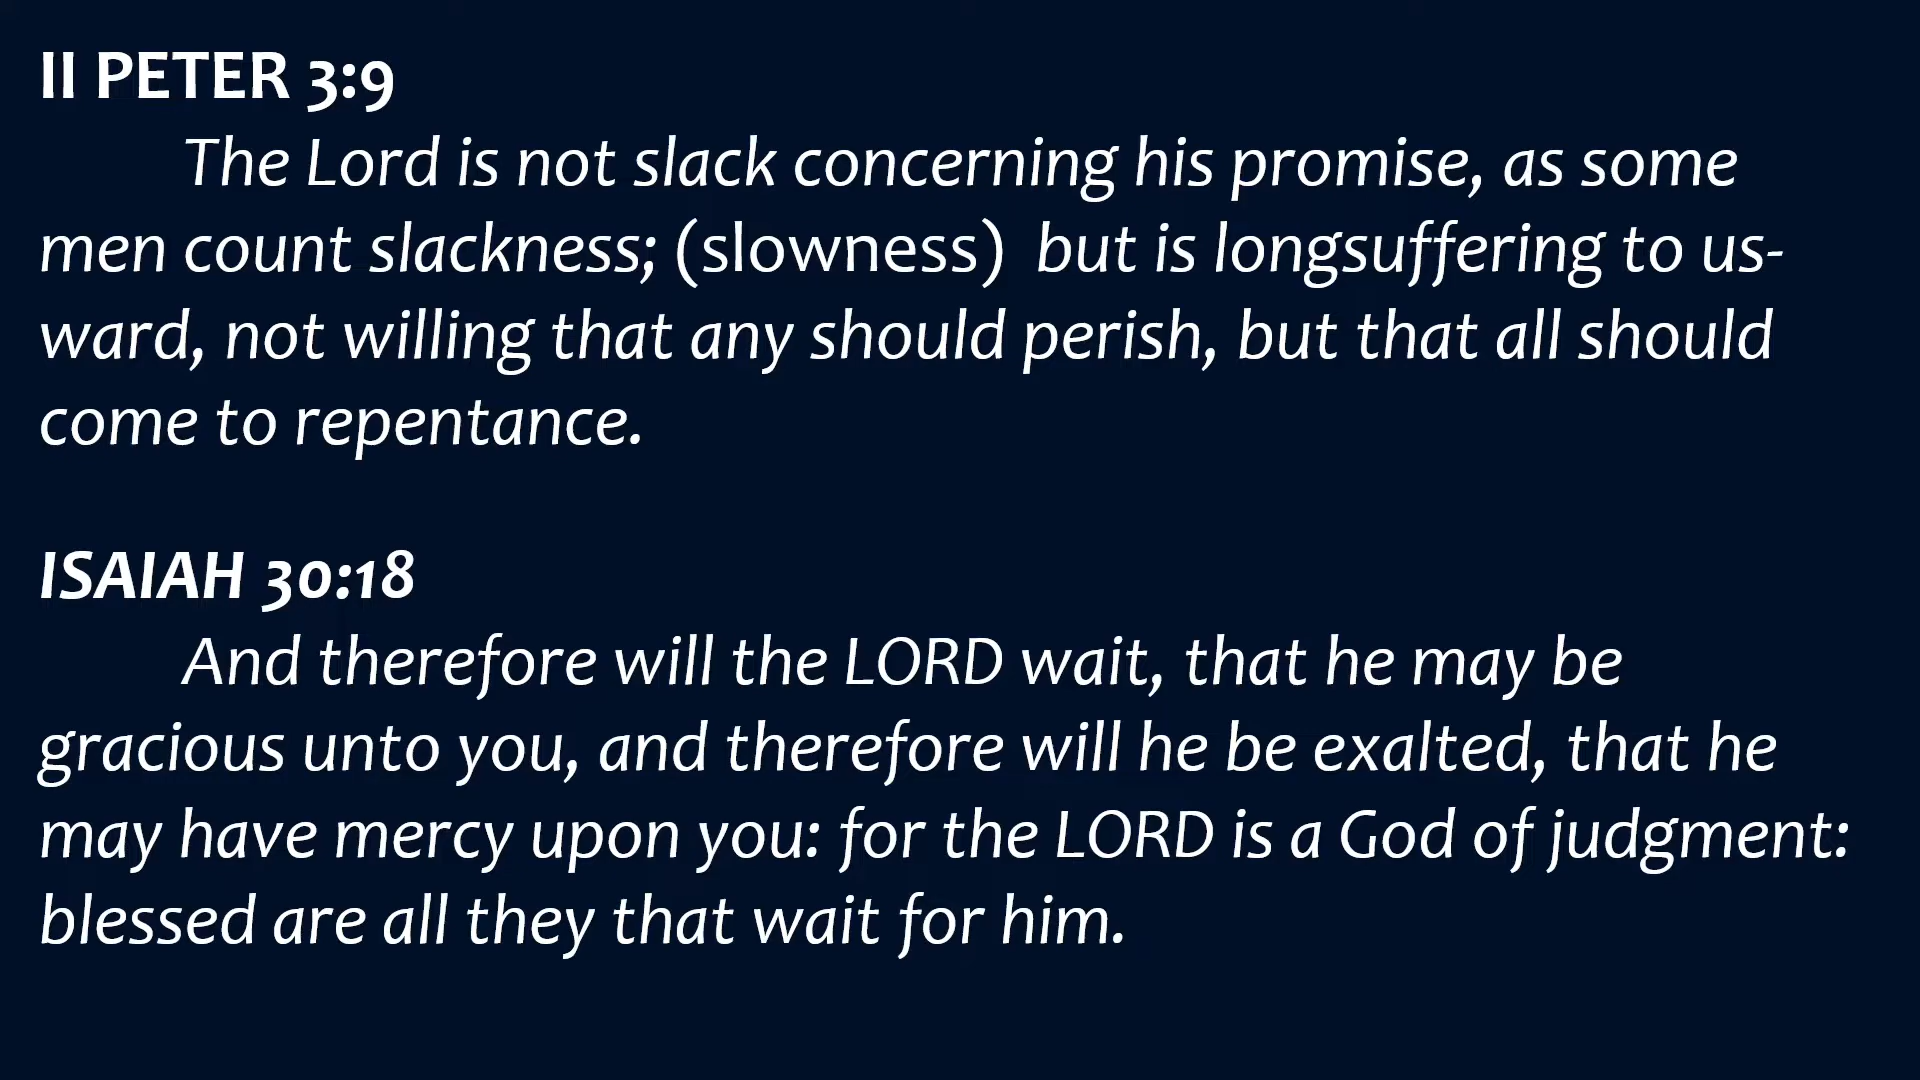 II PETER 3:9
The Lord is not slack concerning his promise, as some
men count slackness; (slowness) but is longsuffering to us-
ward, not willing that any should perish, but that all should
come to repentance.
ISAIAH 30:18
And therefore will the LORD wait, that he may be
gracious unto you, and therefore will he be exalted, that he
may have mercy upon you: for the LORD is a God of judgment:
blessed are all they that wait for him.